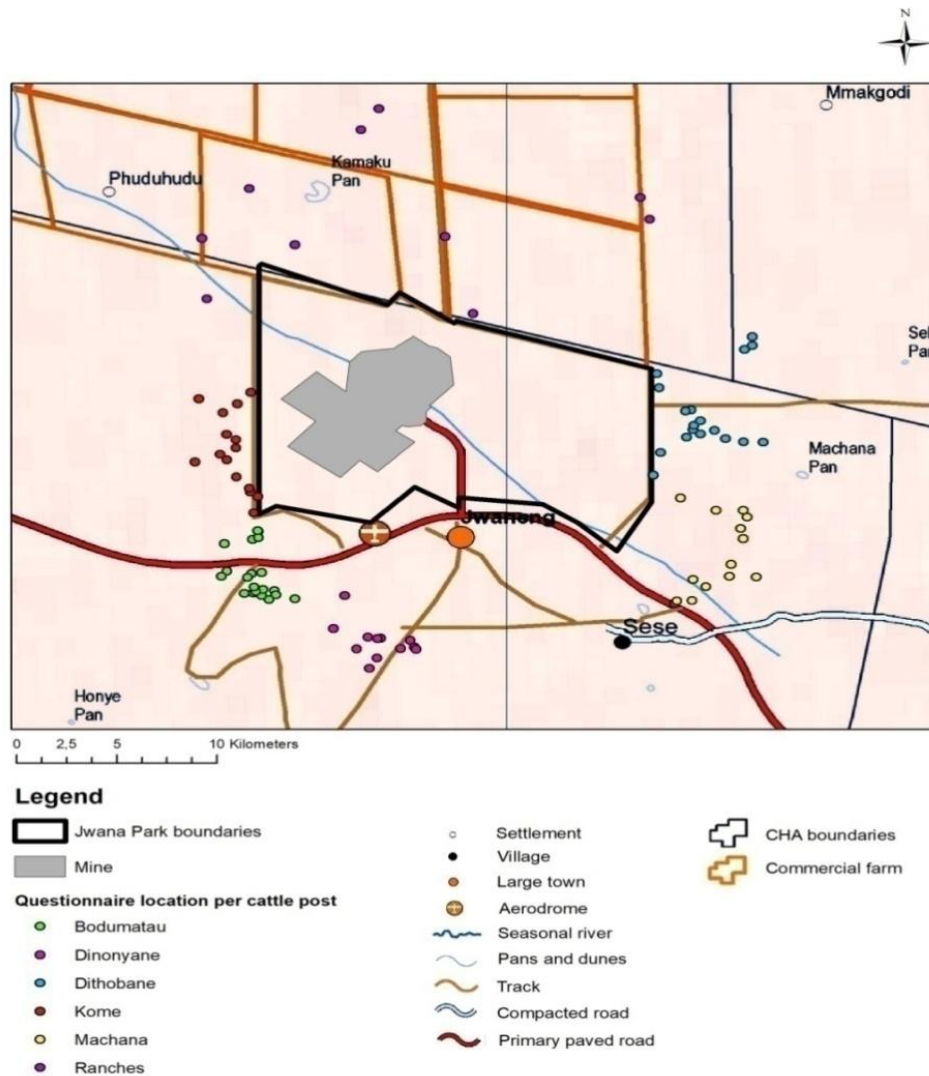 N
Mmakgodi
Kamaku
Pan
Phuduhudu
Machana
Pan
Jwaneng
Sese
Honye
Pan
0 2,5 5 10 Kilometers
Legend
Jwana Park boundaries
Mine
Questionnaire location per cattle post
Bodumatau
Dinonyane
Dithobane
Kome
Machana
Ranches
Settlement
Village
Large town
Aerodrome
Seasonal river
Pans and dunes
Track
Compacted road
Primary paved road
CHA boundaries
Commercial farm